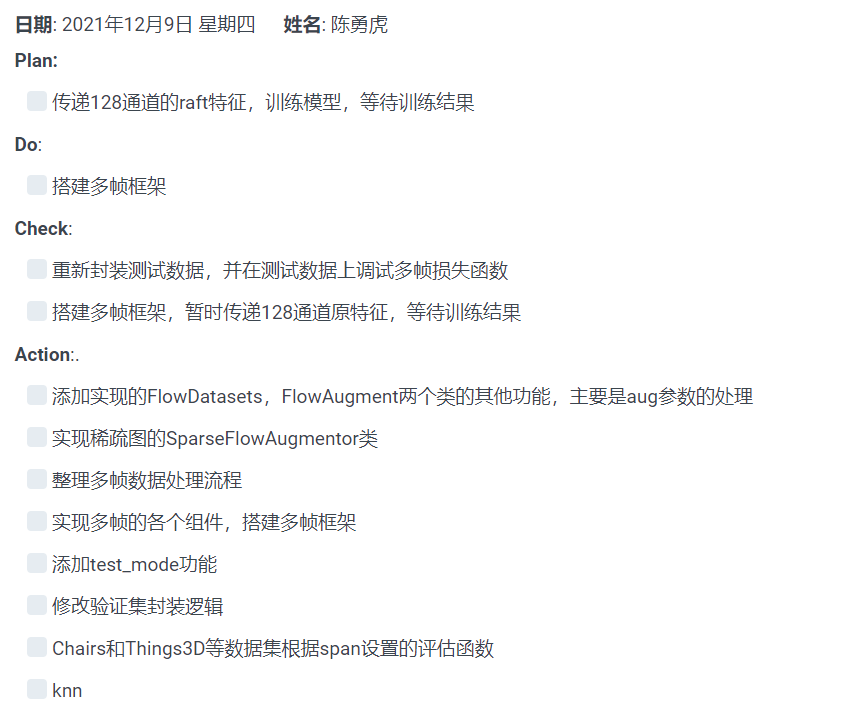 日期: 2021年12月9日 星期四 姓名: 陈勇虎
Plan:
传递128通道的raft特征，训练模型，等待训练结果
Do:
搭建多帧框架
Check:
重新封装测试数据，并在测试数据上调试多帧损失函数
搭建多帧框架，暂时传递128通道原特征，等待训练结果
Action:.
添加实现的FlowDatasets，FlowAugment两个类的其他功能，主要是aug参数的处理
实现稀疏图的SparseFlowAugmentor类
整理多帧数据处理流程
实现多帧的各个组件，搭建多帧框架
添加test_mode功能
修改验证集封装逻辑
Chairs和Things3D等数据集根据span设置的评估函数
knn